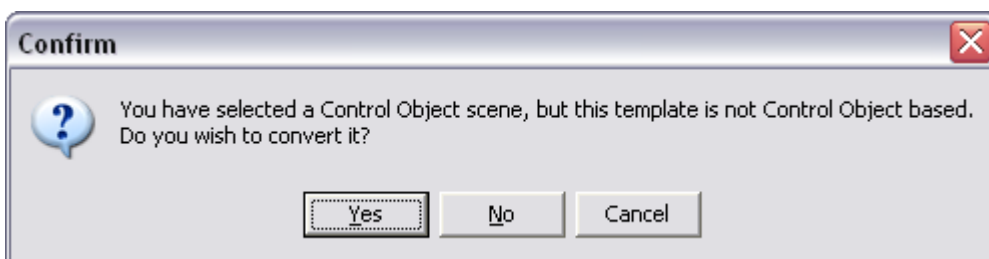 Confirm
You have selected a Control Object scene, but this template is not Control Object based.
Do you wish to convert it?
Yes No Cancel